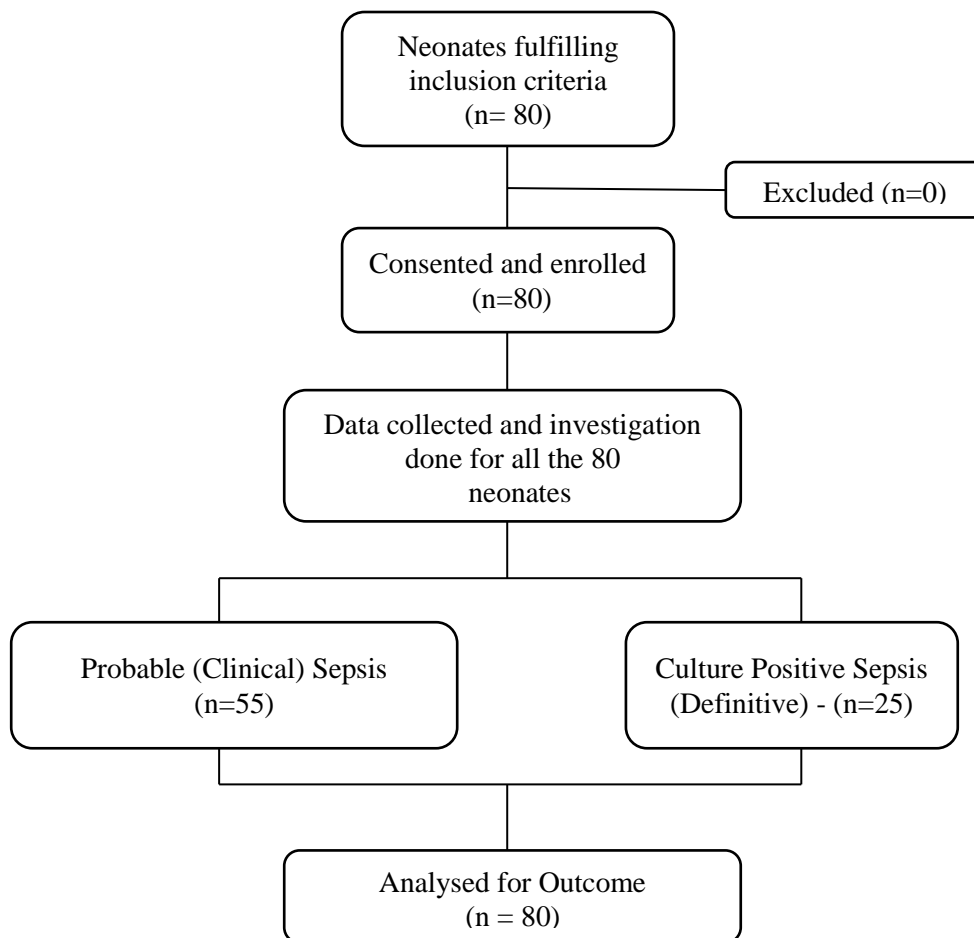 Neonates fulfilling
inclusion criteria
(n= 80)
Excluded (n=0)
Consented and enrolled
(n=80)
Data collected and investigation
done for all the 80
neonates
Probable (Clinical) Sepsis
(n=55)
Culture Positive Sepsis
(Definitive) - (n=25)
Analysed for Outcome
(n = 80)